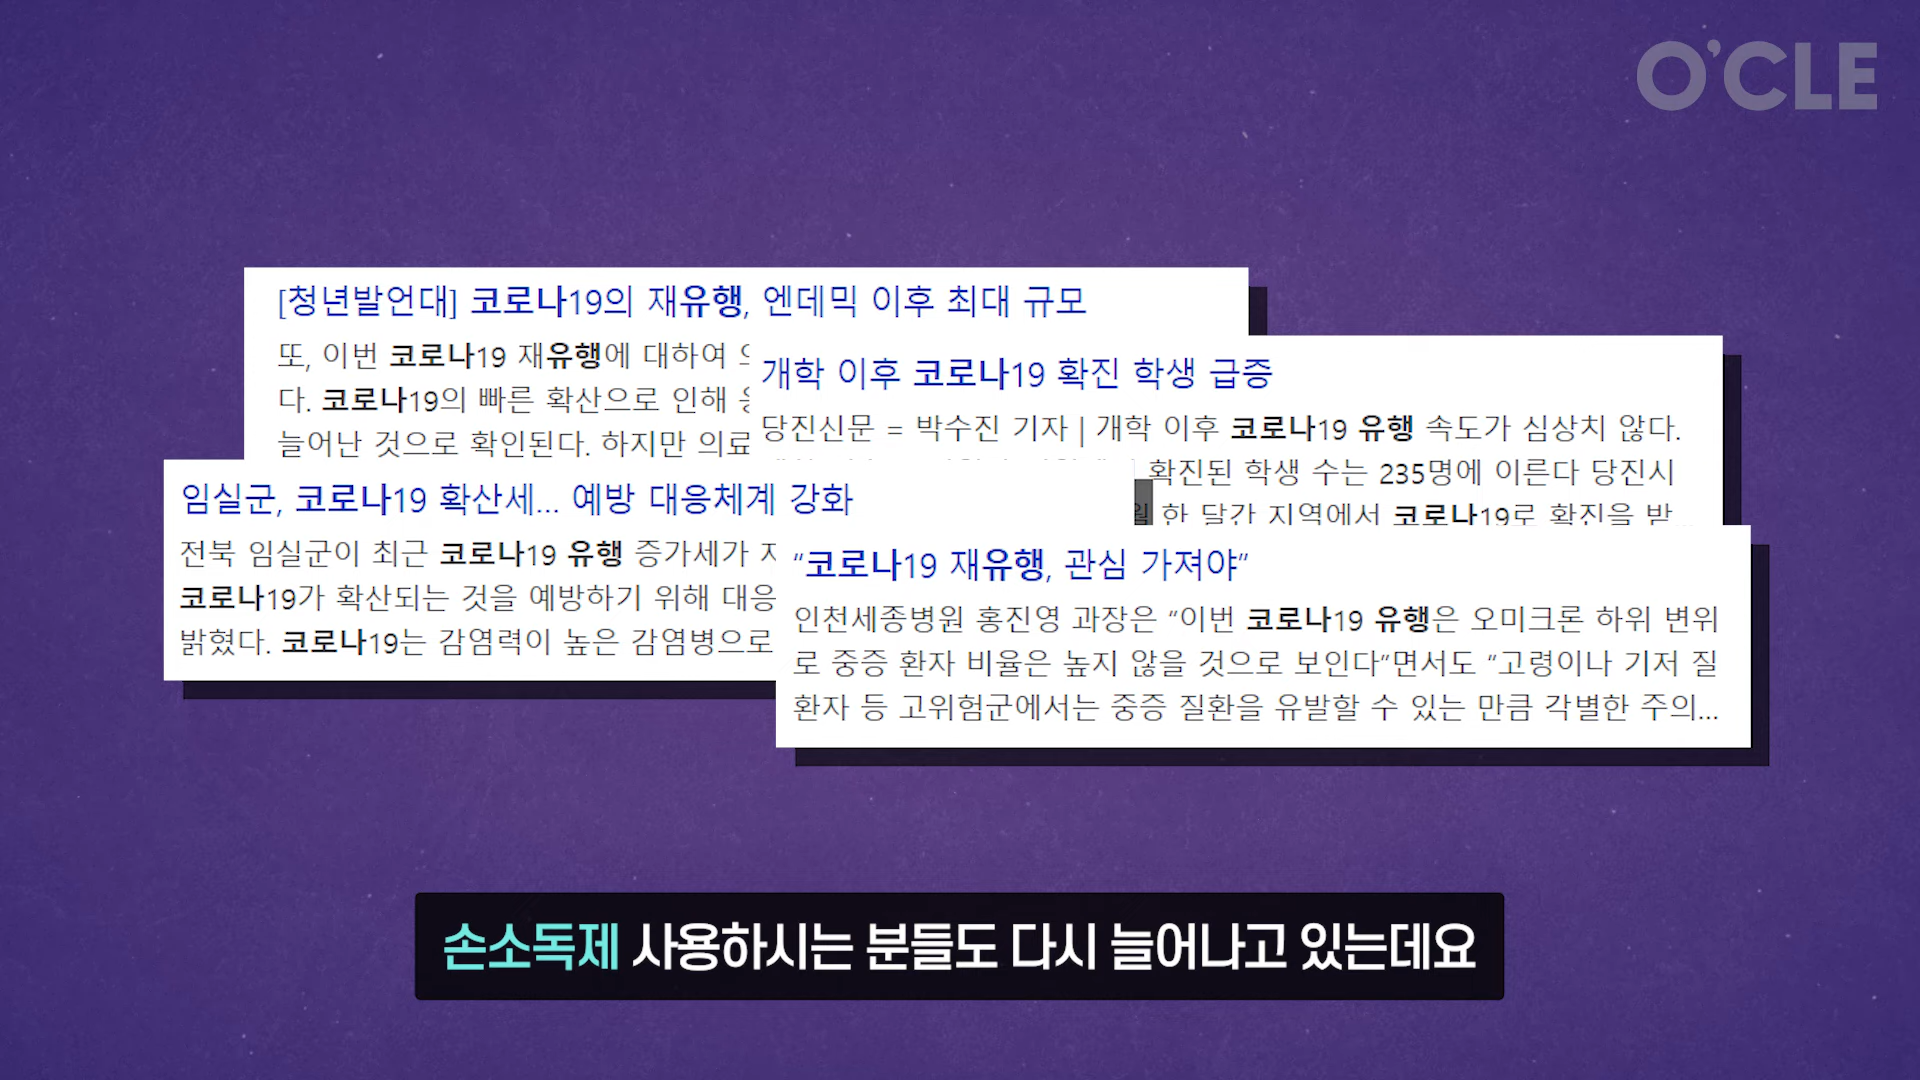 O'CLE
[청년발언대] 코로나19의 재유행, 엔데믹 이후 최대 규모
또, 이번 코로나19 재유행에 대하여
다. 코로나19의 빠른 확산으로 인해
늘어난 것으로 확인된다. 하지만 의료
개학 이후 코로나19 확진 학생 급증
당진신문 = 박수진 기자 | 개학 이후 코로나19 유행 속도가 심상치 않다.
확진된 학생 수는 235명에 이른다 당진시
한 달간 지역에서 코로나19로 확진을 받...
임실군, 코로나19 확산세... 예방 대응체계 강화
전북 임실군이 최근 코로나19 유행 증가세가
코로나19가 확산되는 것을 예방하기 위해 대응
밝혔다. 코로나19는 감염력이 높은 감염병으로
“코로나19 재유행, 관심 가져야”
인천세종병원 홍진영 과장은 “이번 코로나19 유행은 오미크론 하위 변위
로 중증 환자 비율은 높지 않을 것으로 보인다”면서도 “고령이나 기저 질
환자 등 고위험군에서는 중증 질환을 유발할 수 있는 만큼 각별한 주의...
손소독제 사용하시는 분들도 다시 늘어나고 있는데요